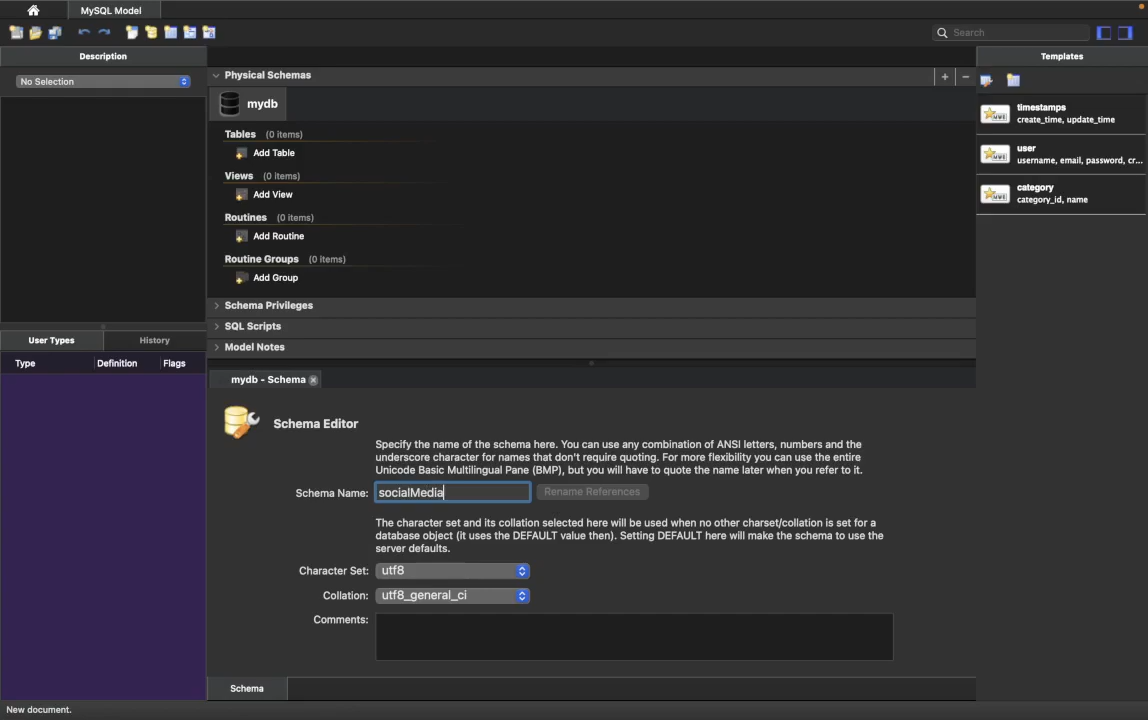 MySQL Model
Search
Description
No Selection
Physical Schemas
+
−
mydb
Tables (0 items)
Add Table
Views (0 items)
Add View
Routines (0 items)
Add Routine
Routine Groups (0 items)
Add Group
Schema Privileges
SQL Scripts
Model Notes
Templates
timestamps
create_time, update_time
user
username, email, password, cr...
category
category_id, name
User Types
History
Type Definition Flags
mydb - Schema
Schema Editor
Specify the name of the schema here. You can use any combination of ANSI letters, numbers and the
underscore character for names that don't require quoting. For more flexibility you can use the entire
Unicode Basic Multilingual Pane (BMP), but you will have to quote the name later when you refer to it.
Schema Name: socialMedia Rename References
The character set and its collation selected here will be used when no other charset/collation is set for a
database object (it uses the DEFAULT value then). Setting DEFAULT here will make the schema to use the
server defaults.
Character Set: utf8
Collation: utf8_general_ci
Comments:
Schema
New document.